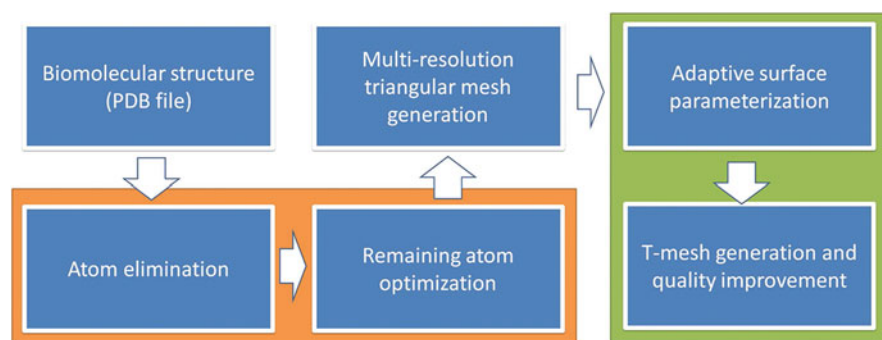 Biomolecular structure
(PDB file)
Atom elimination
Remaining atom
optimization
Multi-resolution
triangular mesh
generation
Adaptive surface
parameterization
T-mesh generation and
quality improvement